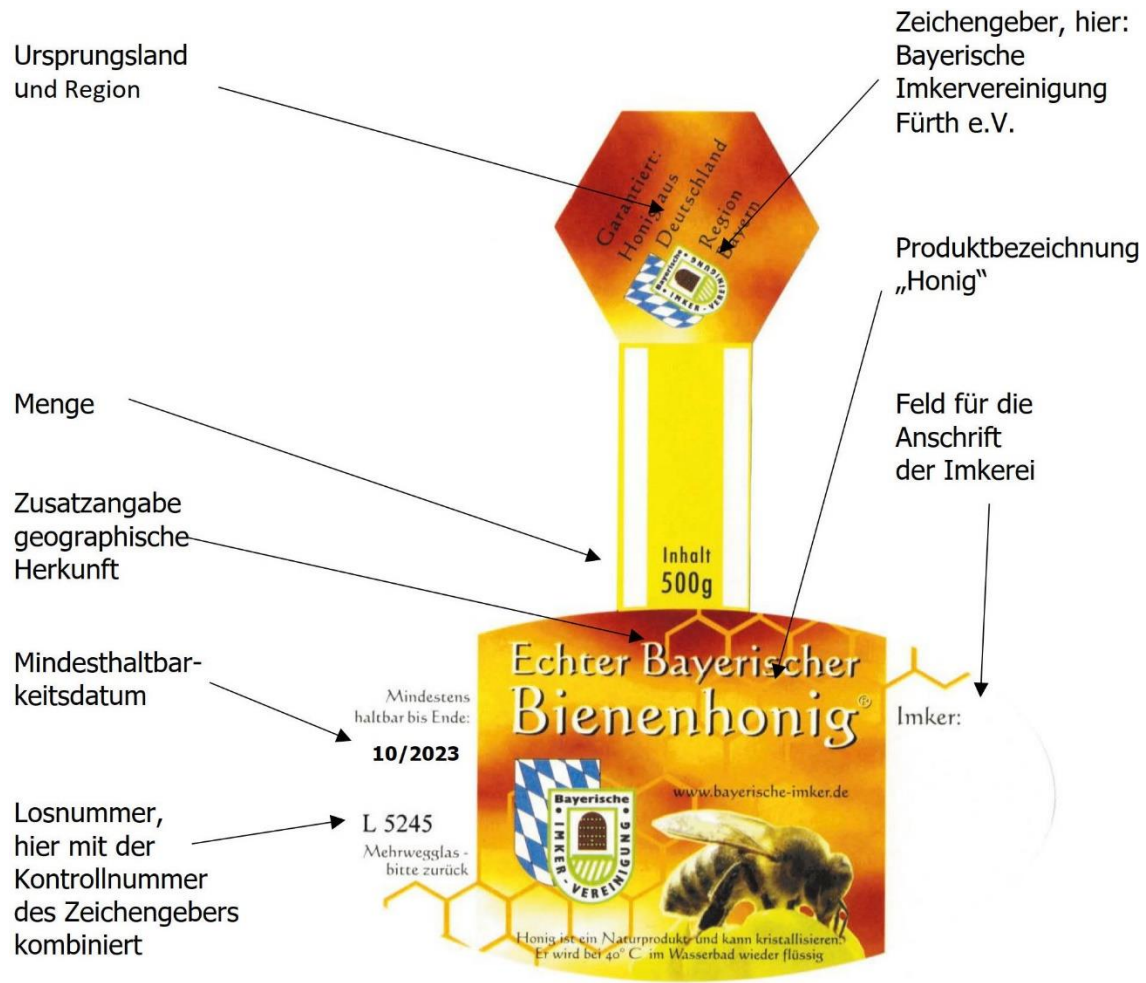 Ursprungsland
und Region
Zeichengeber, hier:
Bayerische
Imkervereinigung
Fürth e.V.
Garantiert:
Honig aus
Deutschland
Region
Bayern
Bayerische
IMKER - VEREINIGUNG
Produktbezeichnung
„Honig“
Menge
Feld für die
Anschrift
der Imkerei
Zusatzangabe
geographische
Herkunft
Inhalt
500g
Mindesthaltbar-
keitsdatum
Echter Bayerischer
Bienenhonig®
Mindestens
haltbar bis Ende:
10/2023
Imker:
www.bayerische-imker.de
Bayerische
IMKER - VEREINIGUNG
Losnummer,
hier mit der
Kontrollnummer
des Zeichengebers
kombiniert
L 5245
Mehrwegglas -
bitte zurück
Honig ist ein Naturprodukt und kann kristallisieren.
Er wird bei 40° C im Wasserbad wieder flüssig